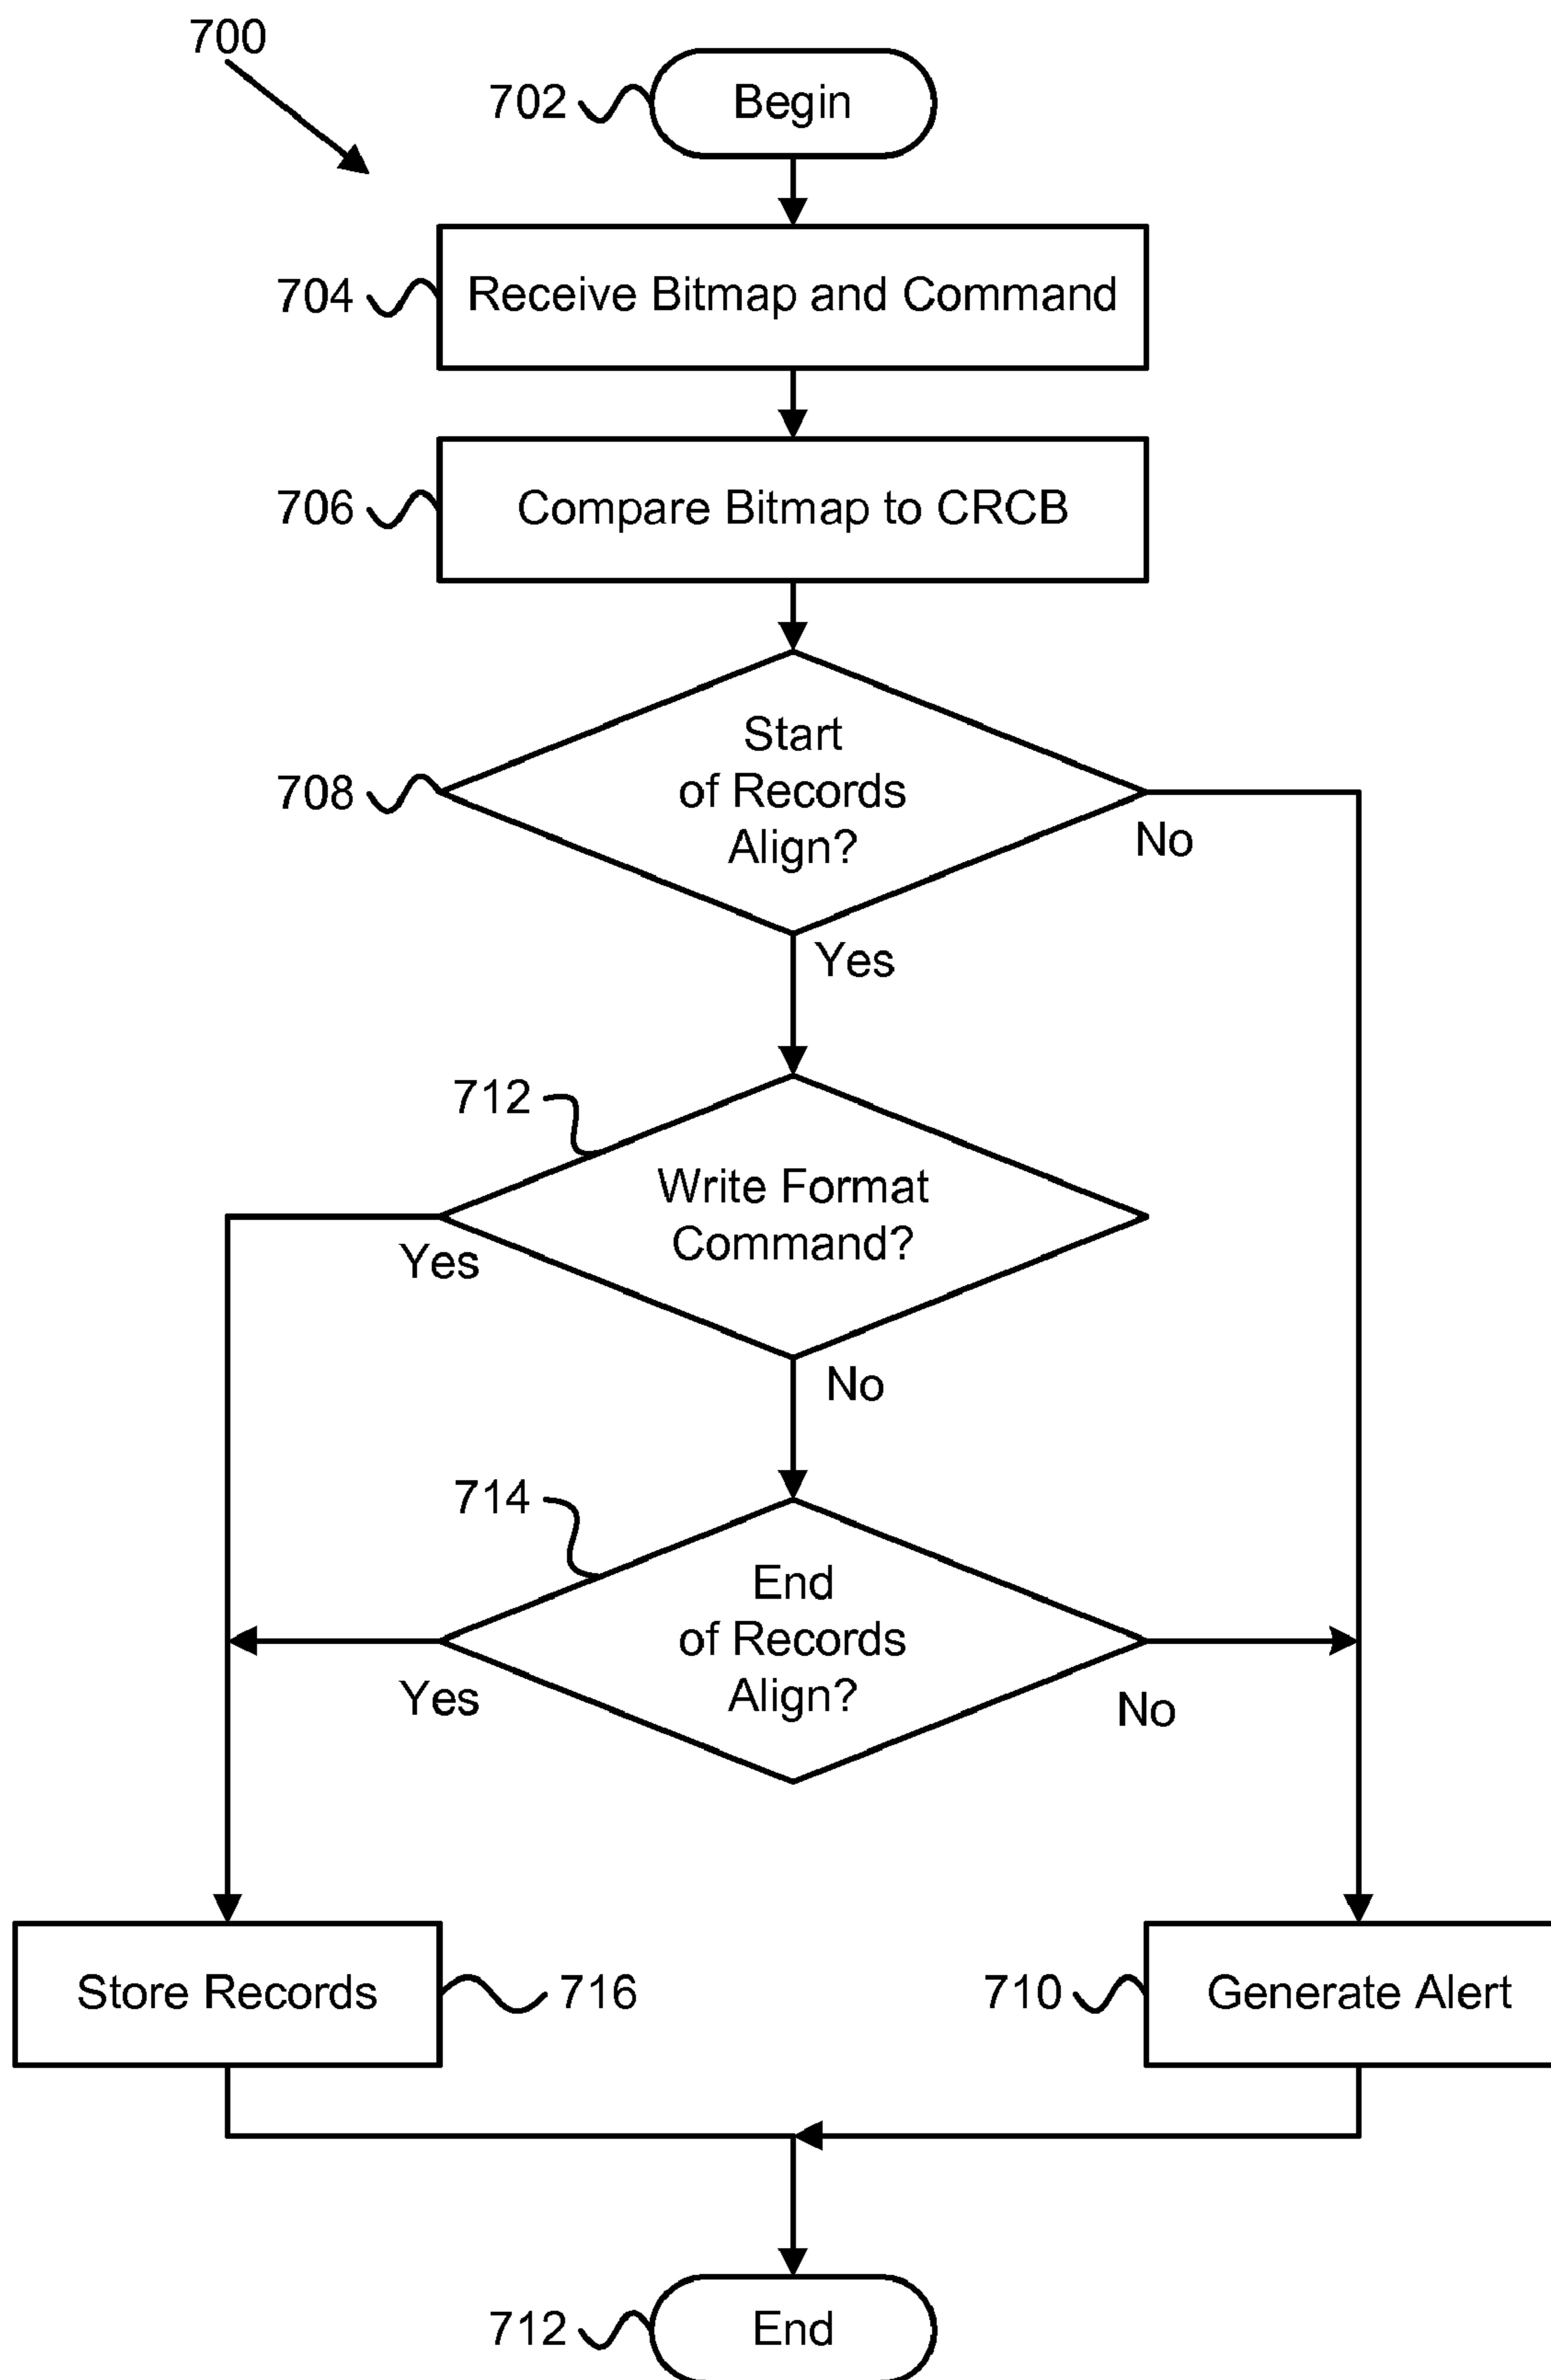 700
702
Begin
704
Receive Bitmap and Command
706
Compare Bitmap to CRCB
708
Start
of Records
Align?
No
Yes
712
Write Format
Command?
Yes
No
714
End
of Records
Align?
Yes
No
Store Records
716
710
Generate Alert
712
End